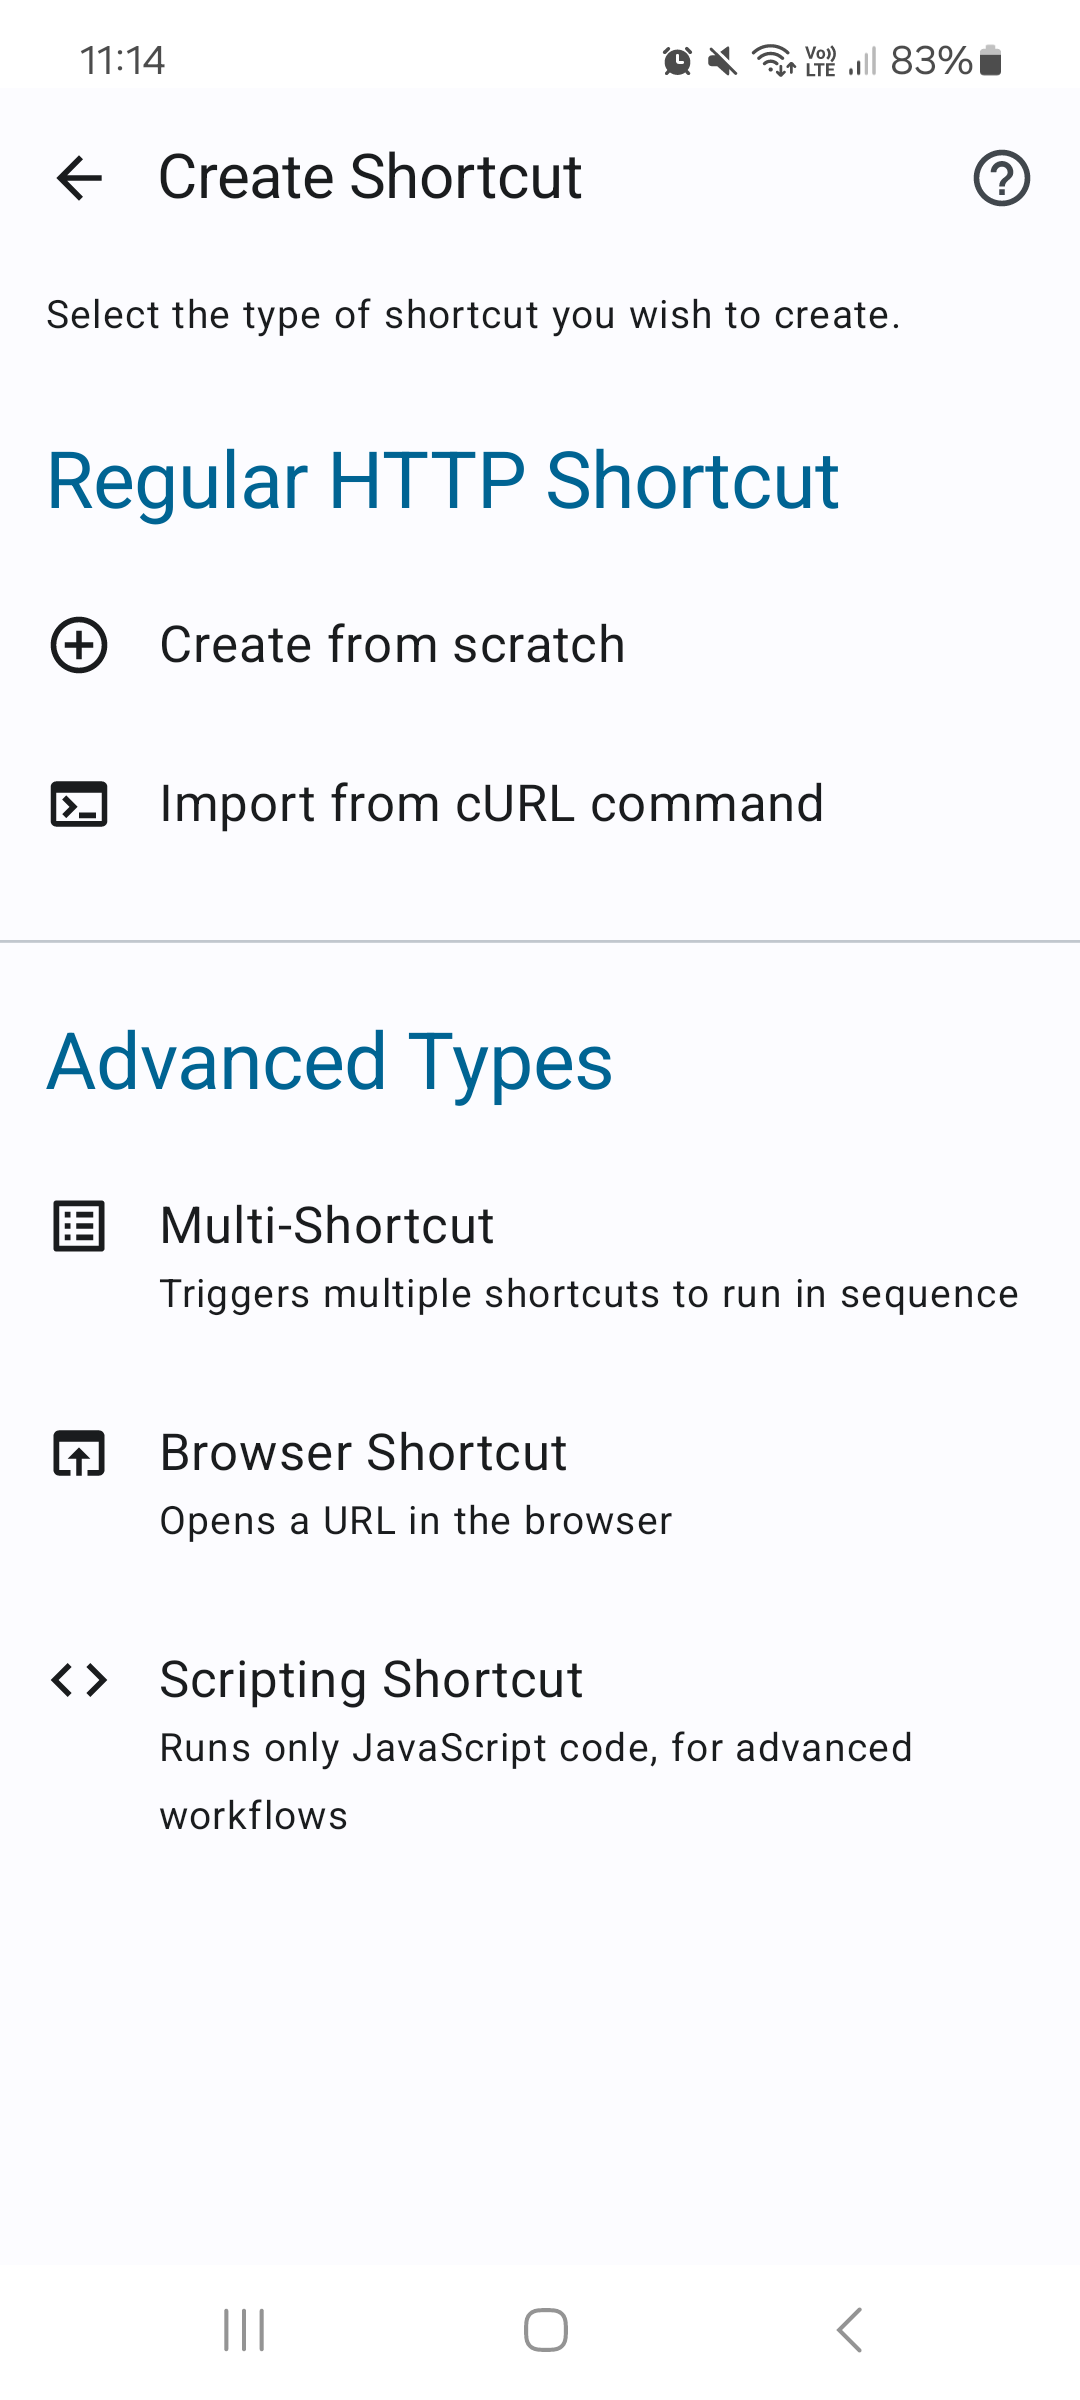 11:14
Vo)) LTE 83%
Create Shortcut
Select the type of shortcut you wish to create.
Regular HTTP Shortcut
Create from scratch
Import from cURL command
Advanced Types
Multi-Shortcut
Triggers multiple shortcuts to run in sequence
Browser Shortcut
Opens a URL in the browser
Scripting Shortcut
Runs only JavaScript code, for advanced
workflows